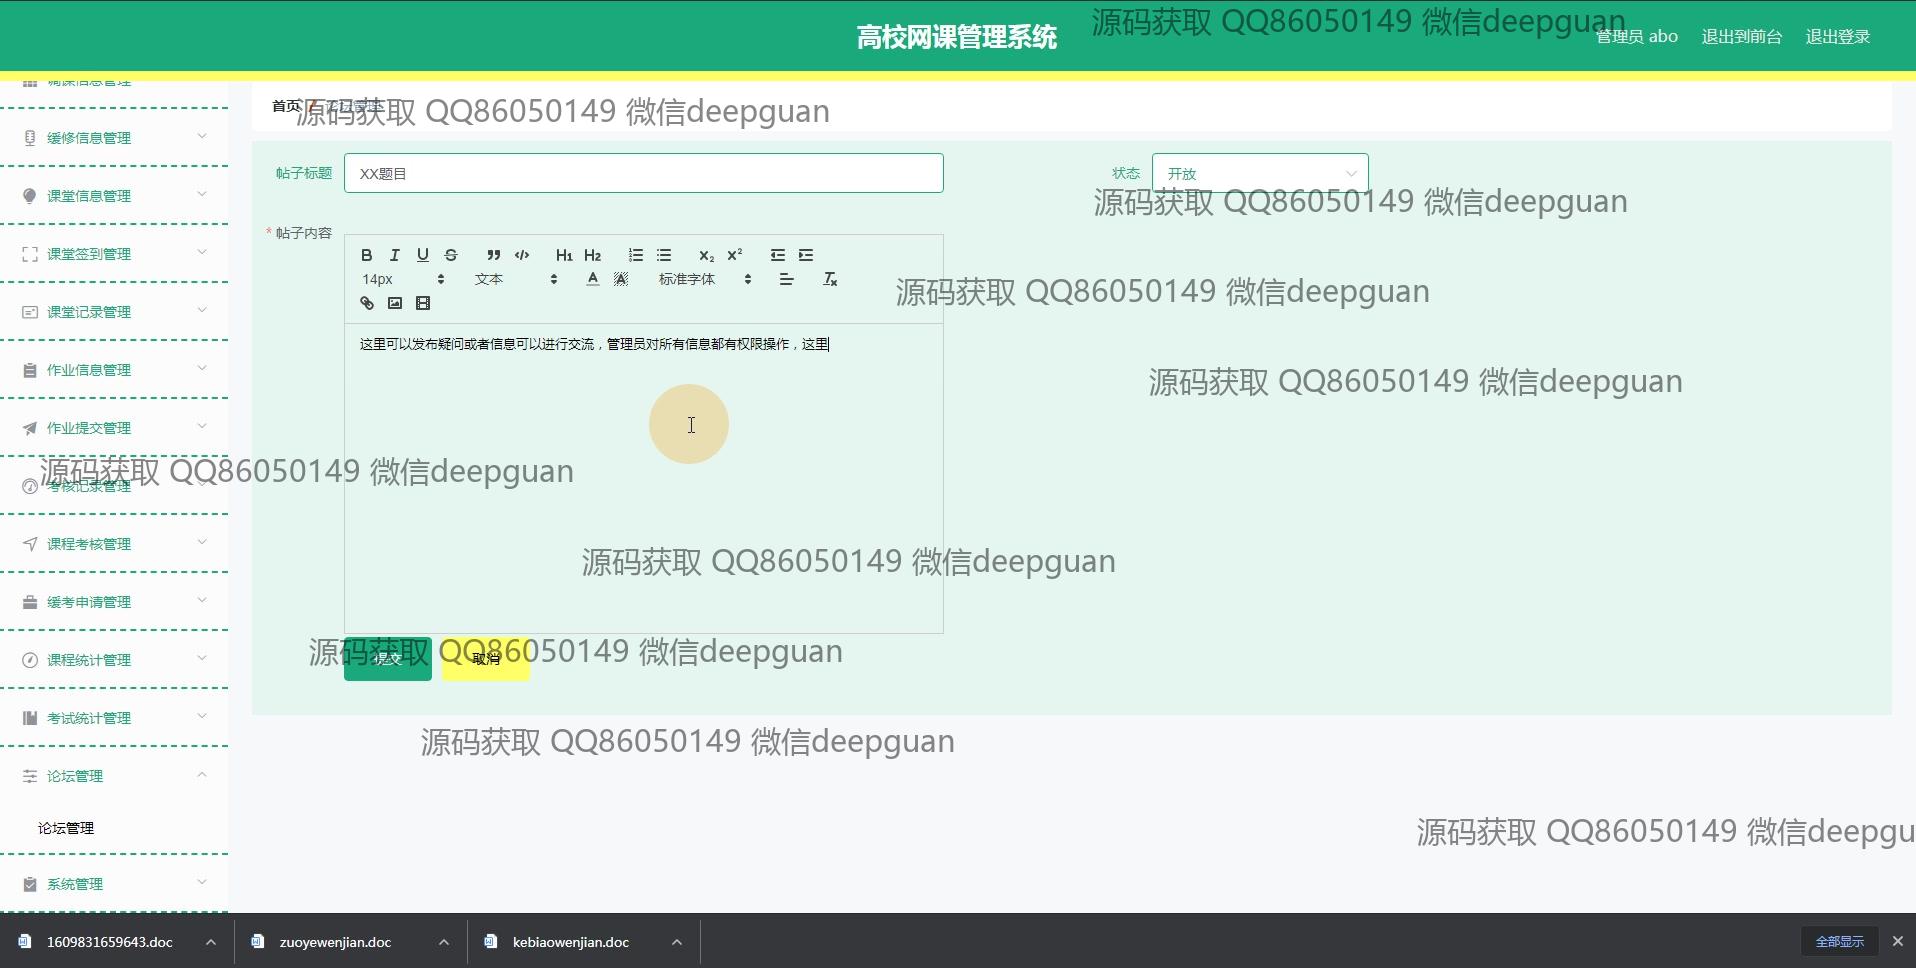 高校网课管理系统
源码获取 QQ86050149 微信deepguan
管理员 abo
退出到前台
退出登录
调课信息管理
首页 / 论坛管理
源码获取 QQ86050149 微信deepguan
缓修信息管理
帖子标题
XX题目
状态
开放
课堂信息管理
源码获取 QQ86050149 微信deepguan
* 帖子内容
课堂签到管理
B I U S H1 H2 X2 X2
14px 文本 A A 标准字体 Tx
源码获取 QQ86050149 微信deepguan
课堂记录管理
这里可以发布疑问或者信息可以进行交流，管理员对所有信息都有权限操作，这里
作业信息管理
源码获取 QQ86050149 微信deepguan
作业提交管理
源码获取 QQ86050149 微信deepguan
考核记录管理
课程考核管理
源码获取 QQ86050149 微信deepguan
缓考申请管理
源码获取 QQ86050149 微信deepguan
提交
取消
课程统计管理
考试统计管理
源码获取 QQ86050149 微信deepguan
论坛管理
论坛管理
源码获取 QQ86050149 微信deepgu
系统管理
1609831659643.doc
zuoyewenjian.doc
kebiaowenjian.doc
全部显示